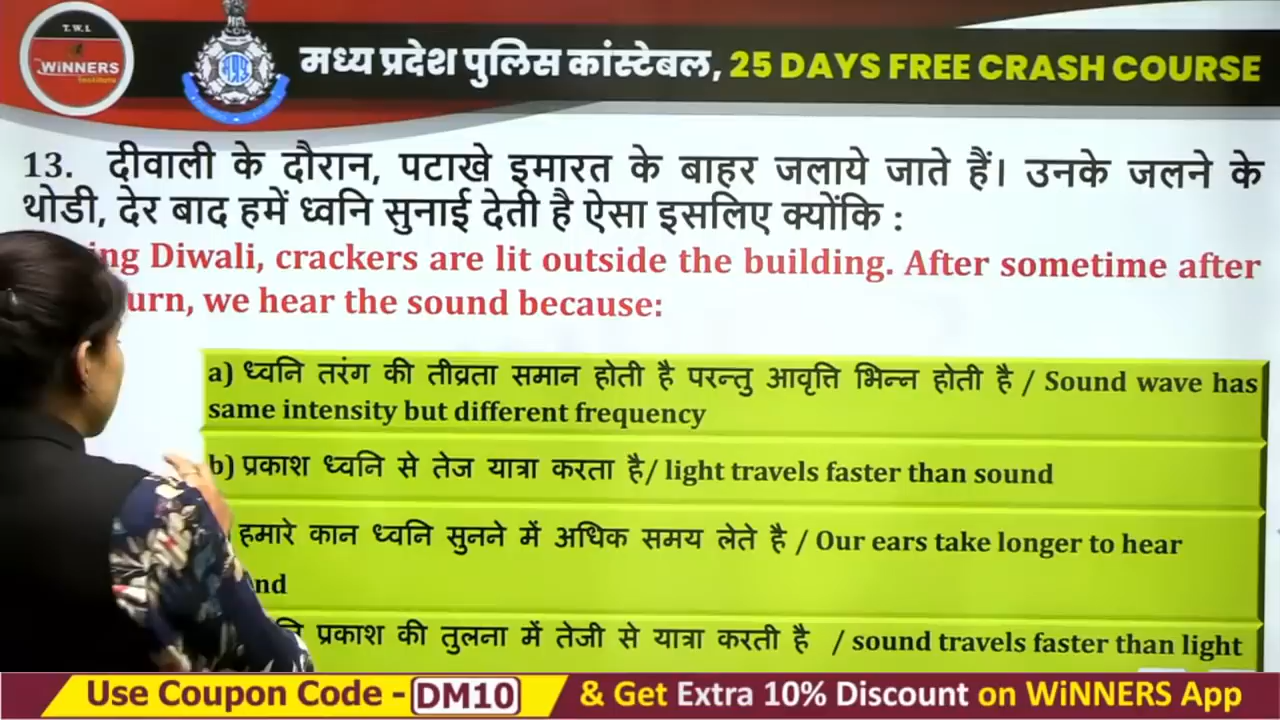 T.W.I.
WiNNERS
institute
मध्य प्रदेश पुलिस कांस्टेबल, 25 DAYS FREE CRASH COURSE
13. दीवाली के दौरान, पटाखे इमारत के बाहर जलाये जाते हैं। उनके जलने के
थोडी, देर बाद हमें ध्वनि सुनाई देती है ऐसा इसलिए क्योंकि :
ng Diwali, crackers are lit outside the building. After sometime after
urn, we hear the sound because:
a) ध्वनि तरंग की तीव्रता समान होती है परन्तु आवृत्ति भिन्न होती है / Sound wave has
same intensity but different frequency
b) प्रकाश ध्वनि से तेज यात्रा करता है/ light travels faster than sound
हमारे कान ध्वनि सुनने में अधिक समय लेते है / Our ears take longer to hear
nd
प्रकाश की तुलना में तेजी से यात्रा करती है / sound travels faster than light
Use Coupon Code - DM10 & Get Extra 10% Discount on WiNNERS App